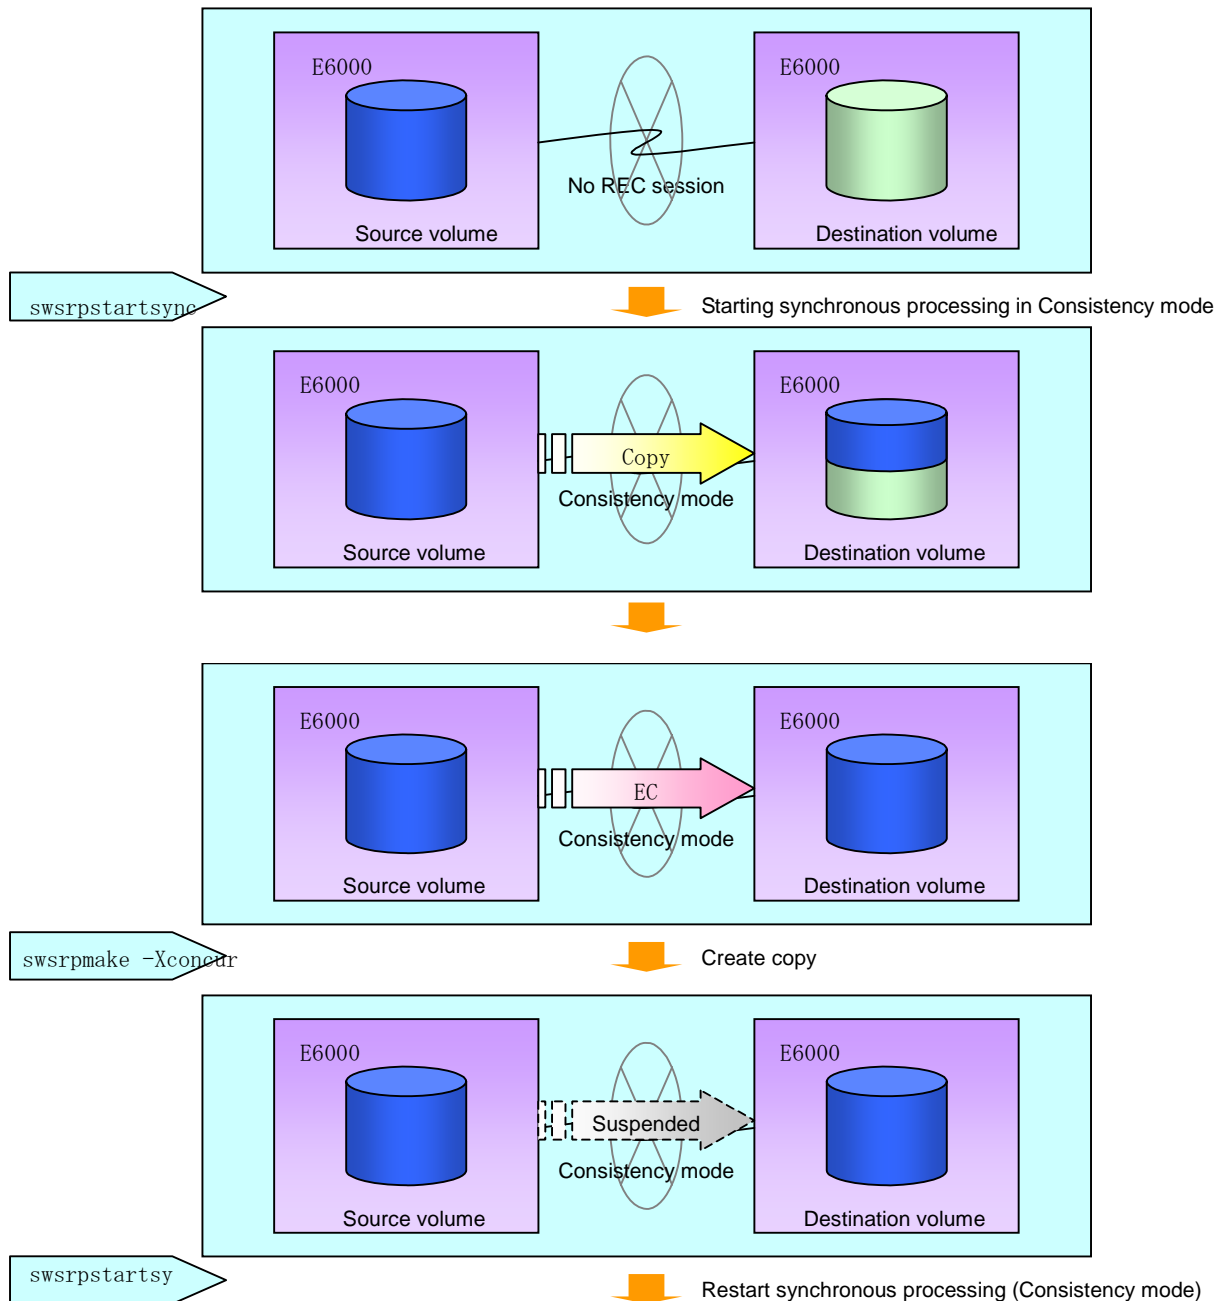 E6000
E6000
No REC session
Source volume
Destination volume
swsrpstartsync
Starting synchronous processing in Consistency mode
E6000
E6000
Copy
Consistency mode
Source volume
Destination volume
E6000
E6000
EC
Consistency mode
Source volume
Destination volume
swsrpmake -Xconcur
Create copy
E6000
E6000
Suspended
Consistency mode
Source volume
Destination volume
swsrpstartsy
Restart synchronous processing (Consistency mode)